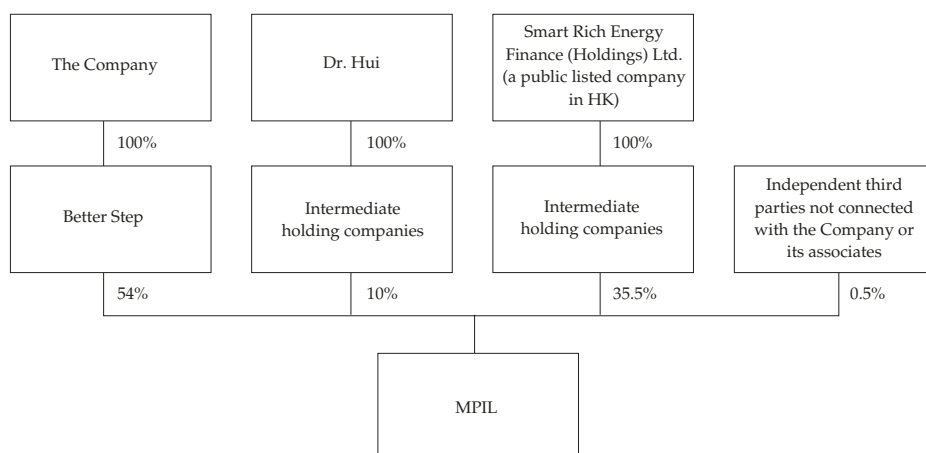 The Company
Dr. Hui
Smart Rich Energy
Finance (Holdings) Ltd.
(a public listed company
in HK)
100%
100%
100%
Better Step
Intermediate
holding companies
Intermediate
holding companies
Independent third
parties not connected
with the Company or
its associates
54%
10%
35.5%
0.5%
MPIL